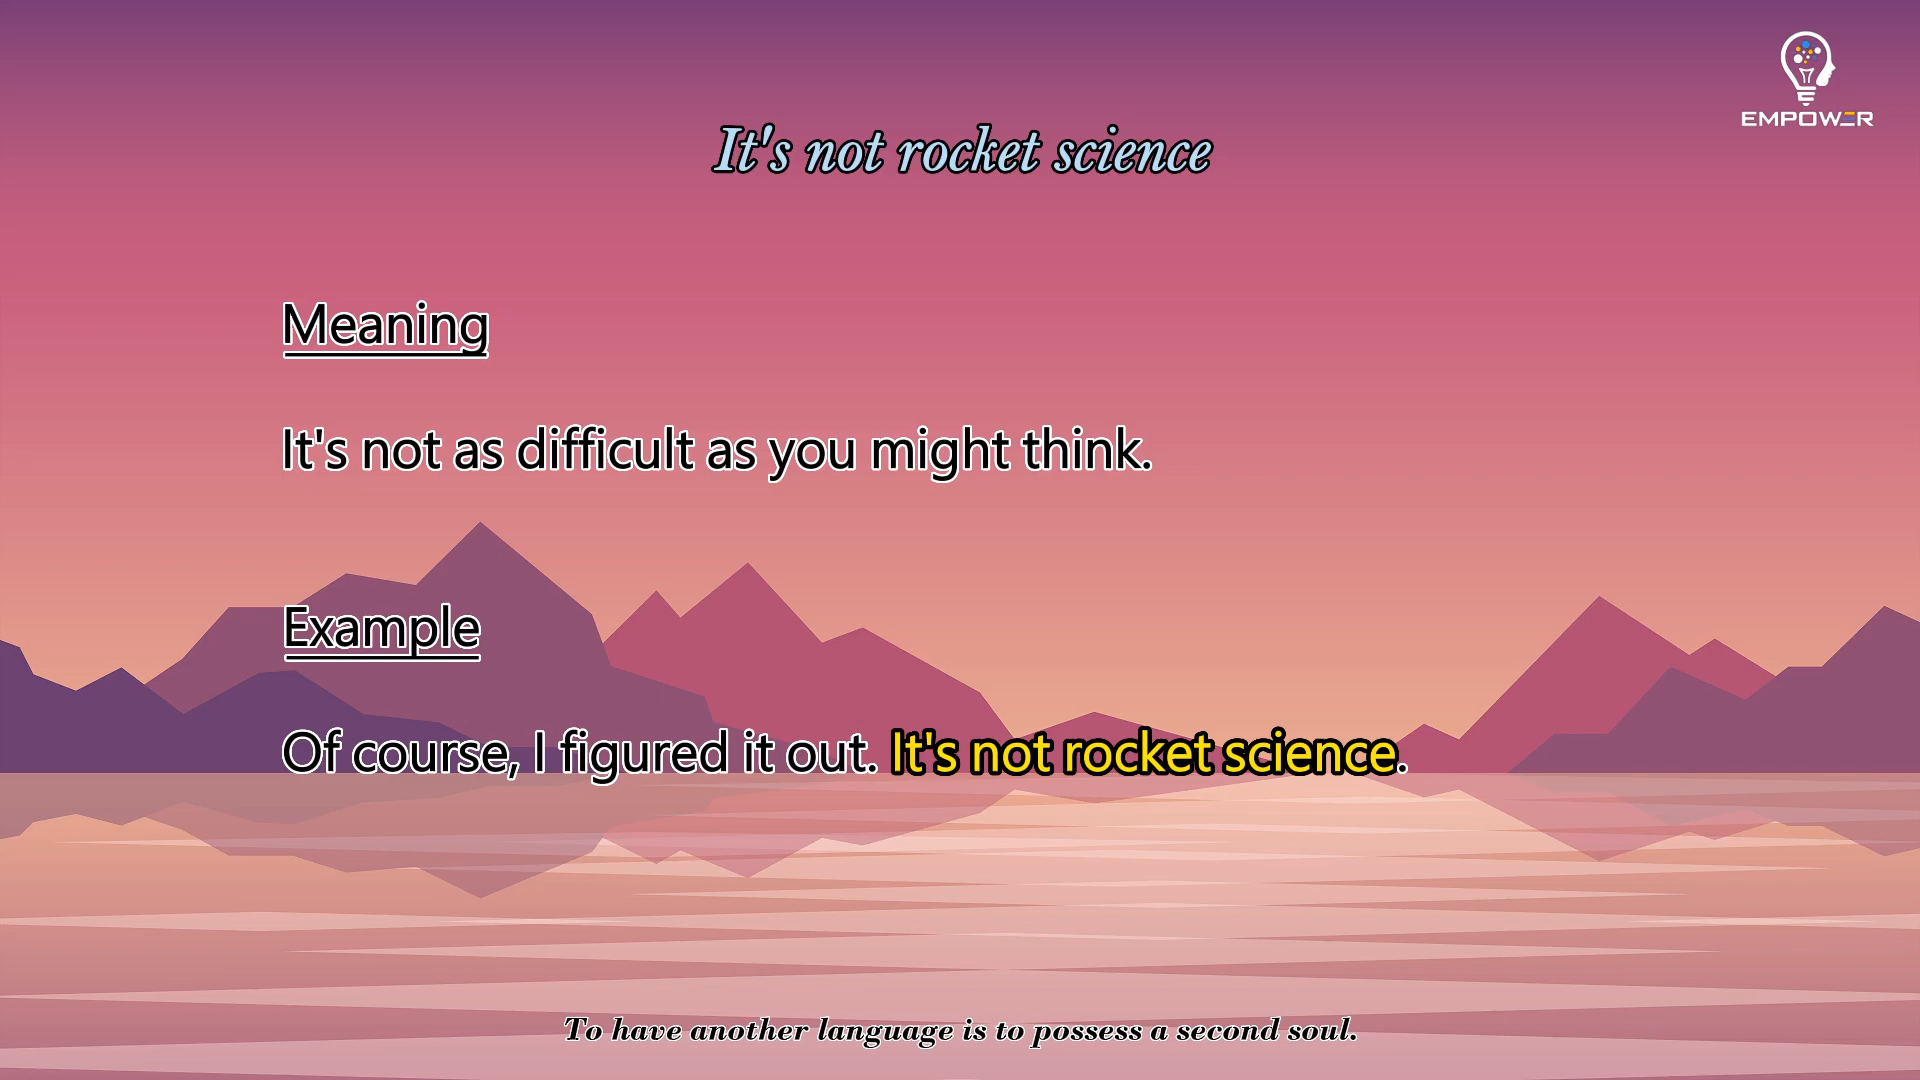 EMPOWER
It's not rocket science
Meaning
It's not as difficult as you might think.
Example
Of course, I figured it out. It's not rocket science.
To have another language is to possess a second soul.